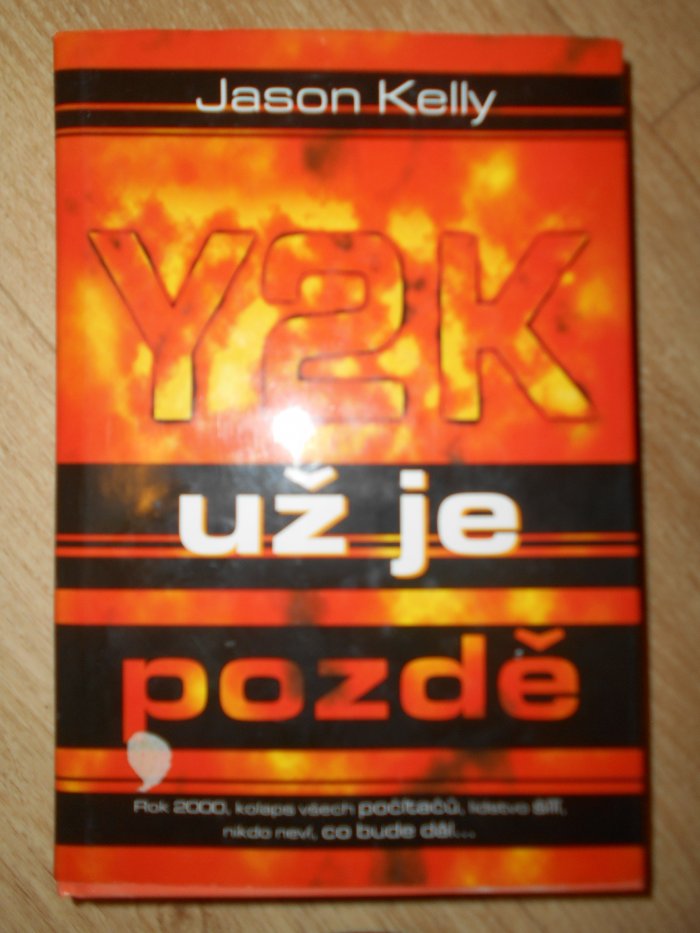 Jason Kelly
Y2K
už je
pozdě
Rok 2000, kolaps všech počítačů, lidstvo šílí,
nikdo neví, co bude dál...